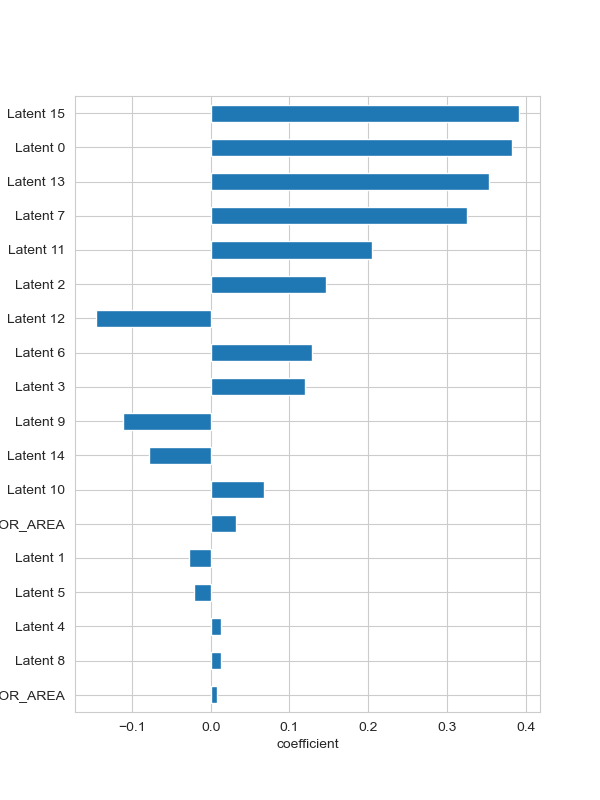 Latent 15
Latent 0
Latent 13
Latent 7
Latent 11
Latent 2
Latent 12
Latent 6
Latent 3
Latent 9
Latent 14
Latent 10
OR_AREA
Latent 1
Latent 5
Latent 4
Latent 8
OR_AREA
−0.1 0.0 0.1 0.2 0.3 0.4
coefficient